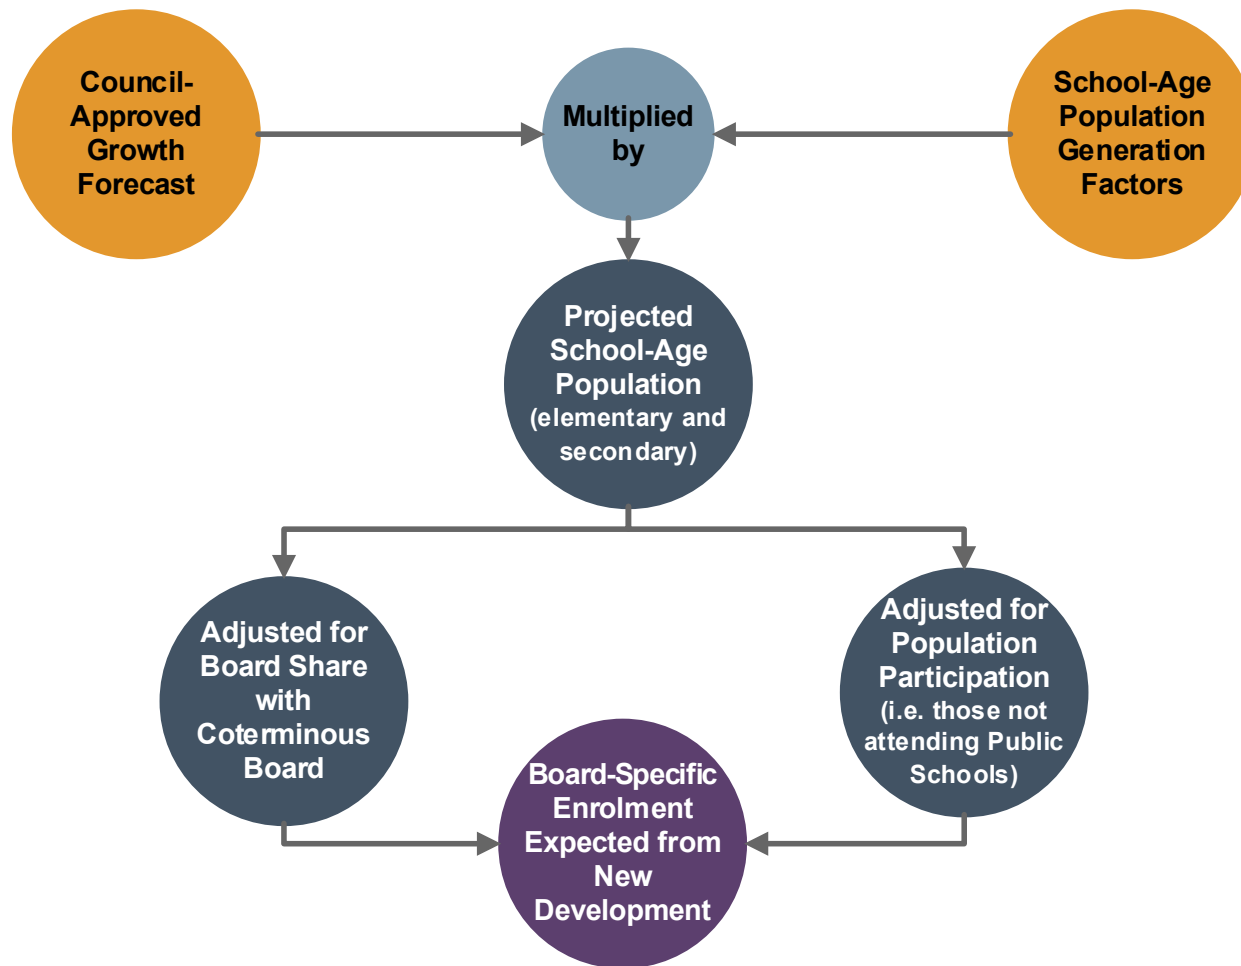 Council-
Approved
Growth
Forecast
Multiplied
by
School-Age
Population
Generation
Factors
Projected
School-Age
Population
(elementary and
secondary)
Adjusted for
Board Share
with
Coterminous
Board
Adjusted for
Population
Participation
(i.e. those not
attending Public
Schools)
Board-Specific
Enrolment
Expected from
New
Development